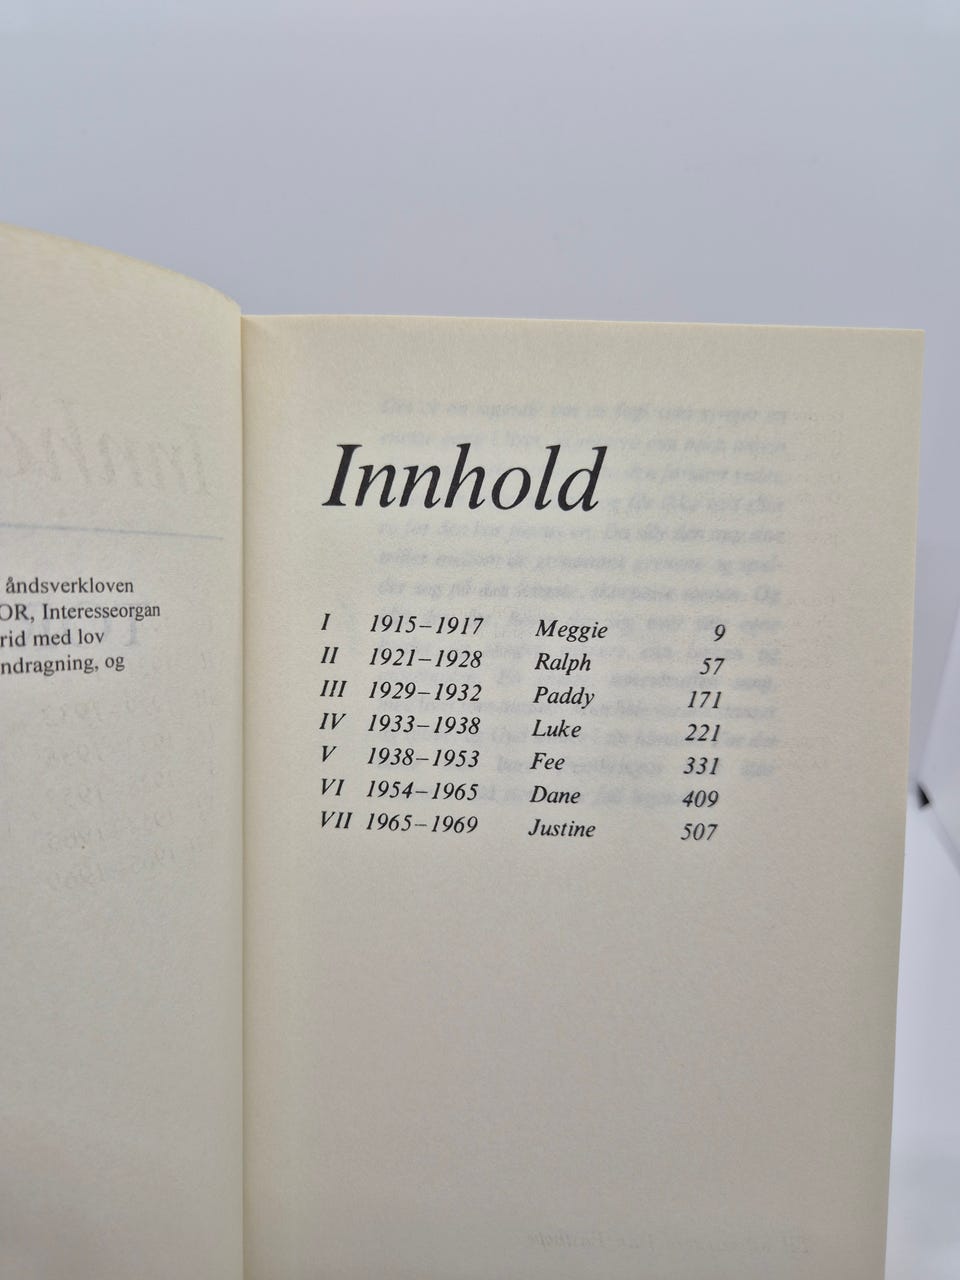 åndsverkloven
OR, Interesseorgan
rid med lov
ndragning, og
Innhold
I 1915–1917 Meggie 9
II 1921–1928 Ralph 57
III 1929–1932 Paddy 171
IV 1933–1938 Luke 221
V 1938–1953 Fee 331
VI 1954–1965 Dane 409
VII 1965–1969 Justine 507